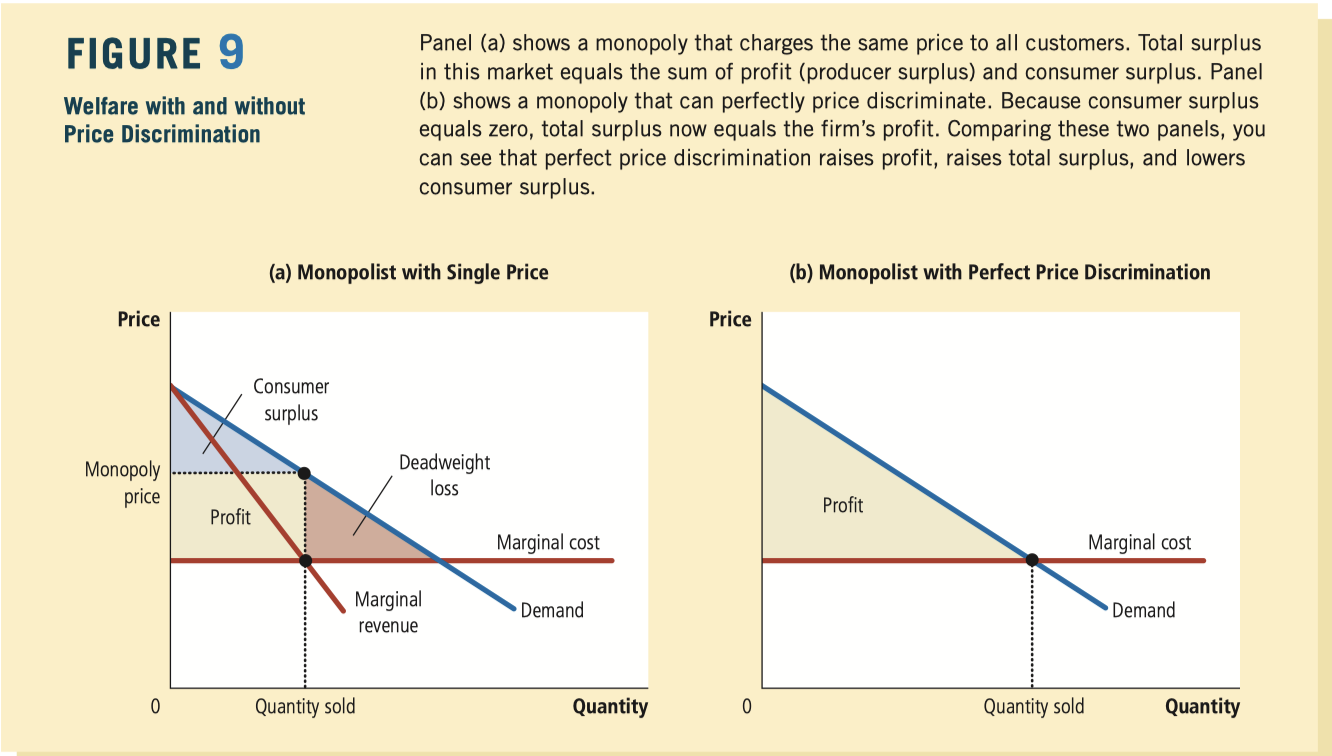 FIGURE 9
Welfare with and without
Price Discrimination
Panel (a) shows a monopoly that charges the same price to all customers. Total surplus
in this market equals the sum of profit (producer surplus) and consumer surplus. Panel
(b) shows a monopoly that can perfectly price discriminate. Because consumer surplus
equals zero, total surplus now equals the firm's profit. Comparing these two panels, you
can see that perfect price discrimination raises profit, raises total surplus, and lowers
consumer surplus.
(a) Monopolist with Single Price
Price
Consumer
surplus
Monopoly
price
Deadweight
loss
Profit
Marginal cost
Marginal
revenue
Demand
0
Quantity sold
Quantity
(b) Monopolist with Perfect Price Discrimination
Price
Profit
Marginal cost
Demand
0
Quantity sold
Quantity